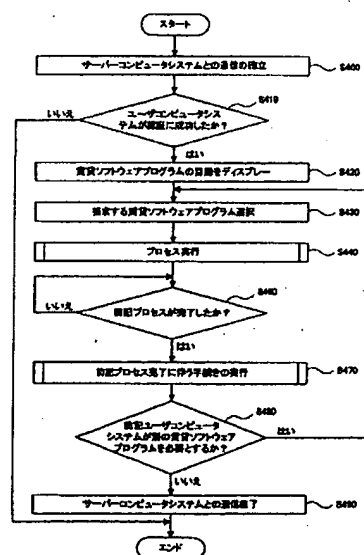 スタート
サーバーコンピュータシステムとの通信の確立
S400
S410
ユーザコンピュータシス
テムが認証に成功したか?
いいえ
はい
賃貸ソフトウェアプログラムの目録をディスプレー
S420
要求する賃貸ソフトウェアプログラム選択
S430
プロセス実行
S440
S460
前記プロセスが完了したか?
いいえ
はい
前記プロセス完了に伴う手続きの実行
S470
S480
前記ユーザコンピュータ
システムが別の賃貸ソフトウェア
プログラムを必要とするか?
はい
いいえ
サーバーコンピュータシステムとの通信終了
S490
エンド